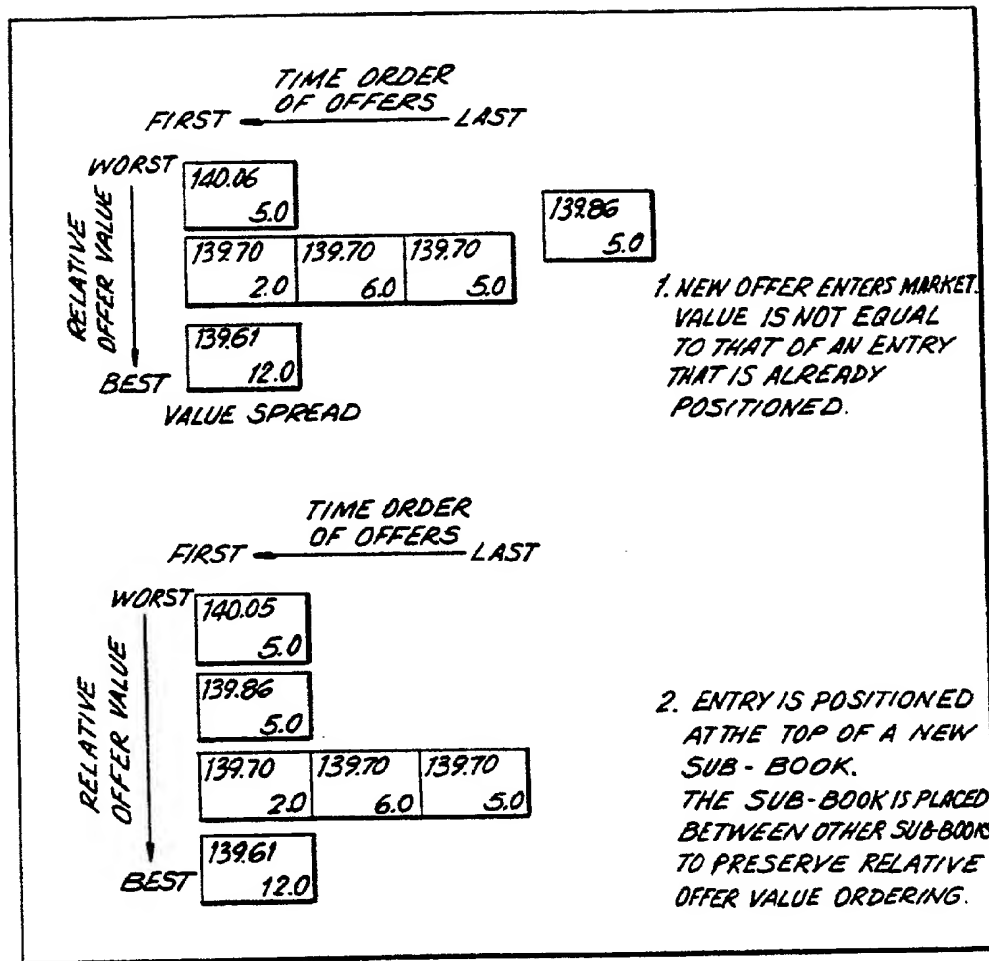 TIME ORDER
OF OFFERS
FIRST LAST
WORST
RELATIVE
OFFER VALUE
BEST
140.06
5.0
139.70 139.70 139.70
2.0 6.0 5.0
139.61
12.0
VALUE SPREAD
139.86
5.0
1. NEW OFFER ENTERS MARKET.
VALUE IS NOT EQUAL
TO THAT OF AN ENTRY
THAT IS ALREADY
POSITIONED.
TIME ORDER
OF OFFERS
FIRST LAST
WORST
RELATIVE
OFFER VALUE
BEST
140.05
5.0
139.86
5.0
139.70 139.70 139.70
2.0 6.0 5.0
139.61
12.0
2. ENTRY IS POSITIONED
AT THE TOP OF A NEW
SUB-BOOK.
THE SUB-BOOK IS PLACED
BETWEEN OTHER SUB-BOOKS
TO PRESERVE RELATIVE
OFFER VALUE ORDERING.